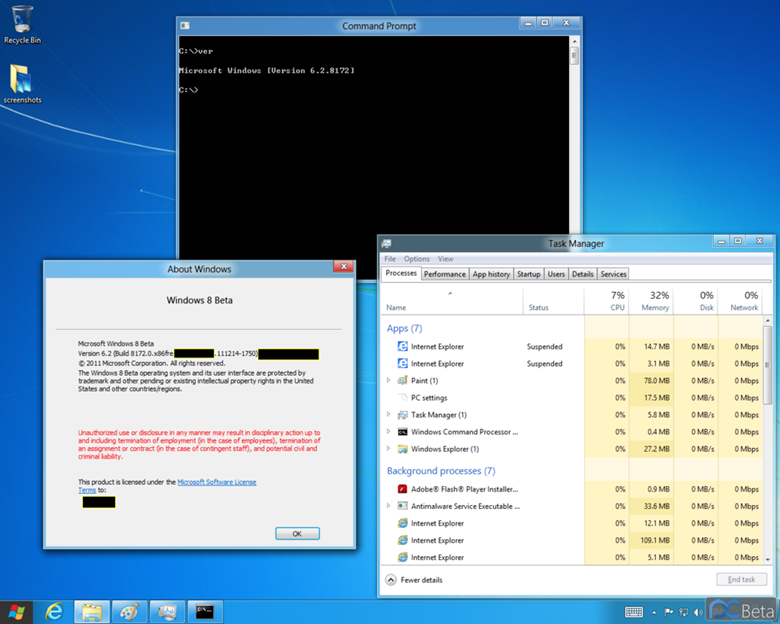 Recycle Bin
screenshots
Command Prompt
C:\>ver
Microsoft Windows [Version 6.2.8172]
C:\>
About Windows
Windows 8 Beta
Microsoft Windows 8 Beta
Version 6.2 (Build 8172.0.x86fre .111214-1750)
© 2011 Microsoft Corporation. All rights reserved.
The Windows 8 Beta operating system and its user interface are protected by
trademark and other pending or existing intellectual property rights in the United
States and other countries/regions.
Unauthorized use or disclosure in any manner may result in disciplinary action up to
and including termination of employment (in the case of employees), termination of
an assignment or contract (in the case of contingent staff), and potential civil and
criminal liability.
This product is licensed under the Microsoft Software License
Terms to:
OK
Task Manager
File Options View
Processes Performance App history Startup Users Details Services
7% 32% 0% 0%
Name Status CPU Memory Disk Network
Apps (7)
Internet Explorer Suspended 0% 14.7 MB 0 MB/s 0 Mbps
Internet Explorer Suspended 0% 3.1 MB 0 MB/s 0 Mbps
Paint (1) 0% 78.0 MB 0 MB/s 0 Mbps
PC settings 0% 17.5 MB 0 MB/s 0 Mbps
Task Manager (1) 0% 5.8 MB 0 MB/s 0 Mbps
Windows Command Processor ... 0% 0.4 MB 0 MB/s 0 Mbps
Windows Explorer (1) 0% 27.2 MB 0 MB/s 0 Mbps
Background processes (7)
Adobe® Flash® Player Installer... 0% 0.9 MB 0 MB/s 0 Mbps
Antimalware Service Executable ... 0% 33.6 MB 0 MB/s 0 Mbps
Internet Explorer 0% 12.1 MB 0 MB/s 0 Mbps
Internet Explorer 0% 109.1 MB 0 MB/s 0 Mbps
Internet Explorer 0% 5.1 MB 0 MB/s 0 Mbps
Fewer details End task
PCBeta